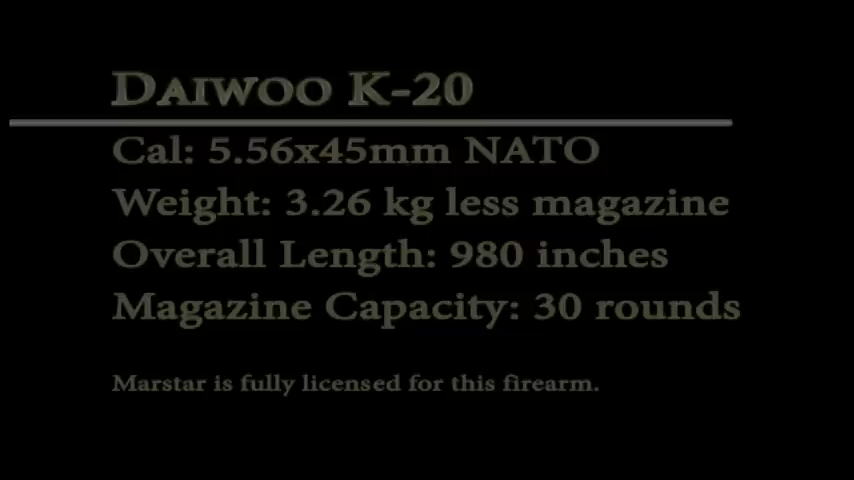 Daiwoo K-20
Cal: 5.56x45mm NATO
Weight: 3.26 kg less magazine
Overall Length: 980 inches
Magazine Capacity: 30 rounds
Marstar is fully licensed for this firearm.